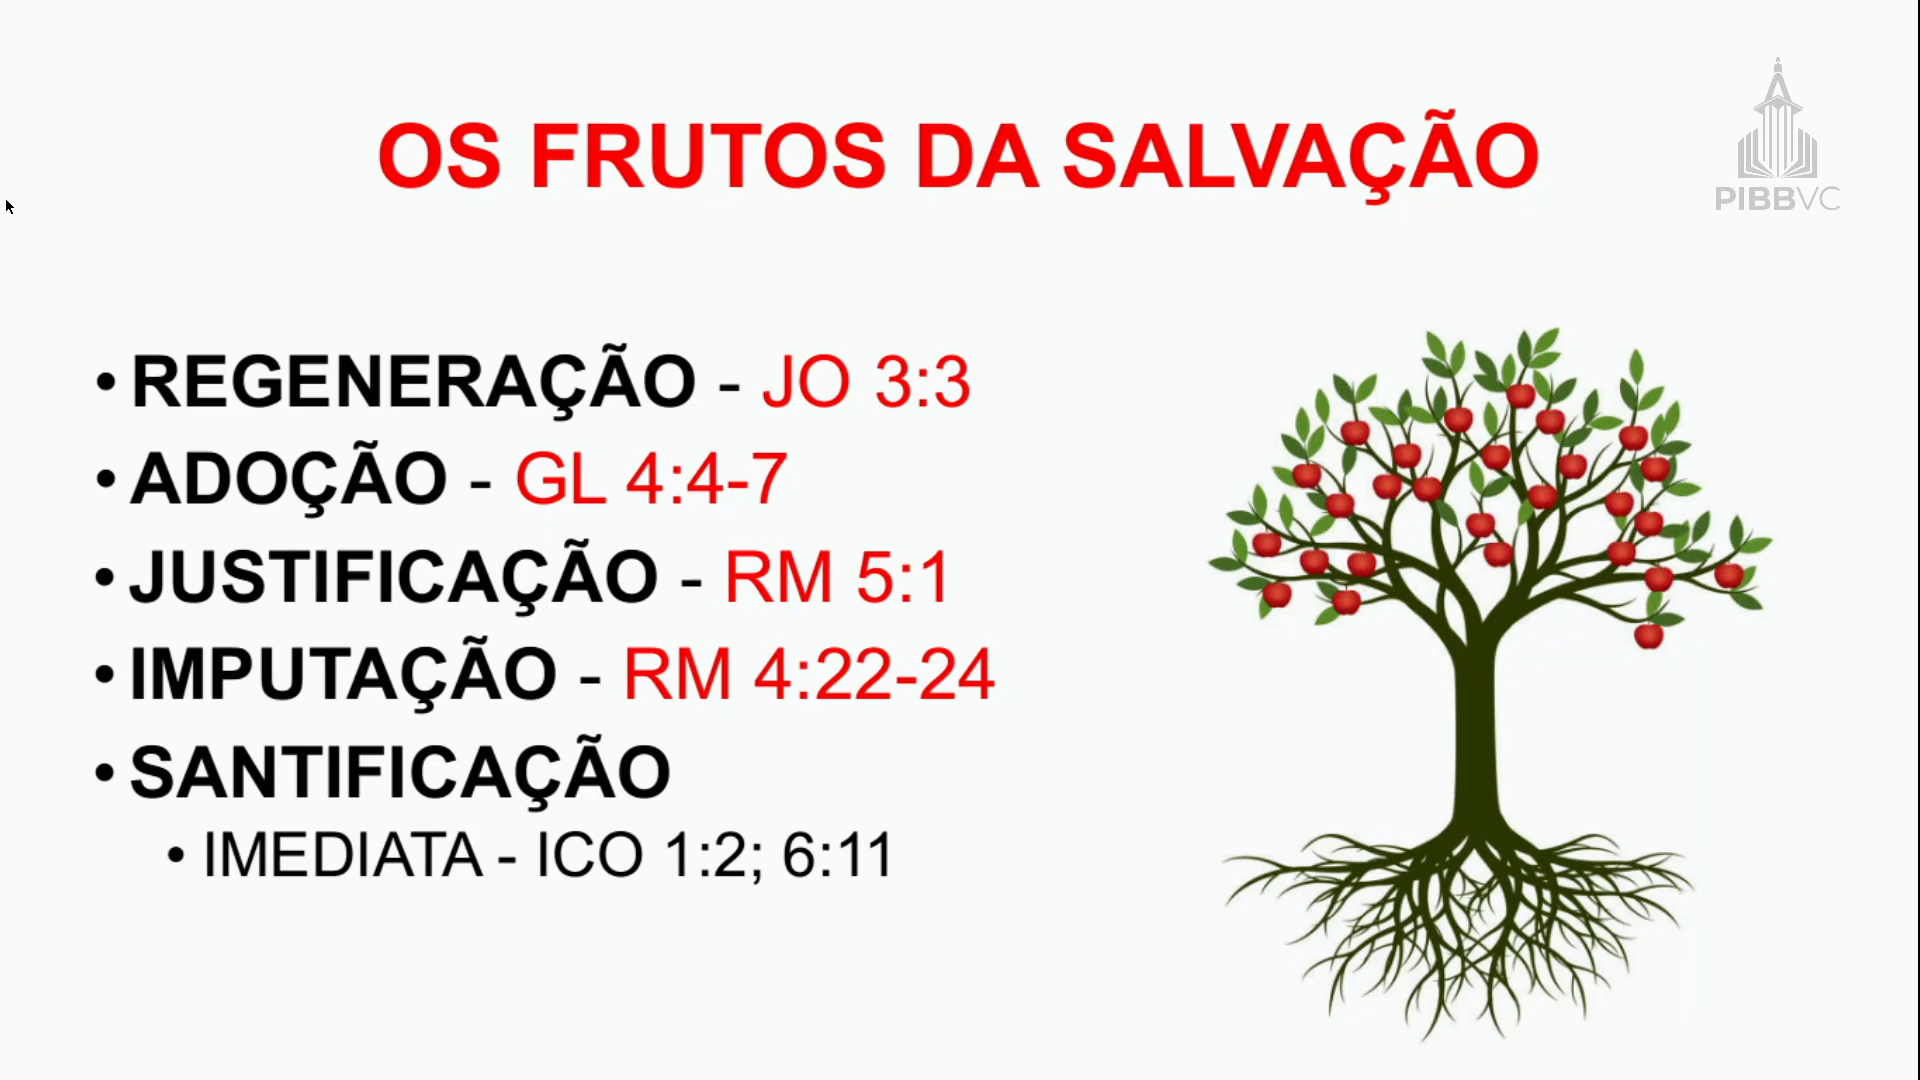 OS FRUTOS DA SALVAÇÃO
PIBBVC
• REGENERAÇÃO - JO 3:3
• ADOÇÃO - GL 4:4-7
• JUSTIFICAÇÃO - RM 5:1
• IMPUTAÇÃO - RM 4:22-24
• SANTIFICAÇÃO
• IMEDIATA - ICO 1:2; 6:11